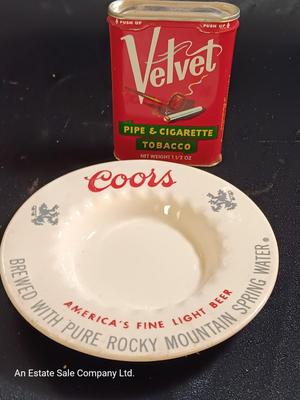 PUSH UP
PUSH UP
Velvet
PIPE & CIGARETTE
TOBACCO
NET WEIGHT 1 1/2 OZ
Coors
AMERICA'S FINE LIGHT BEER
BREWED WITH PURE ROCKY MOUNTAIN SPRING WATER.®
An Estate Sale Company Ltd.